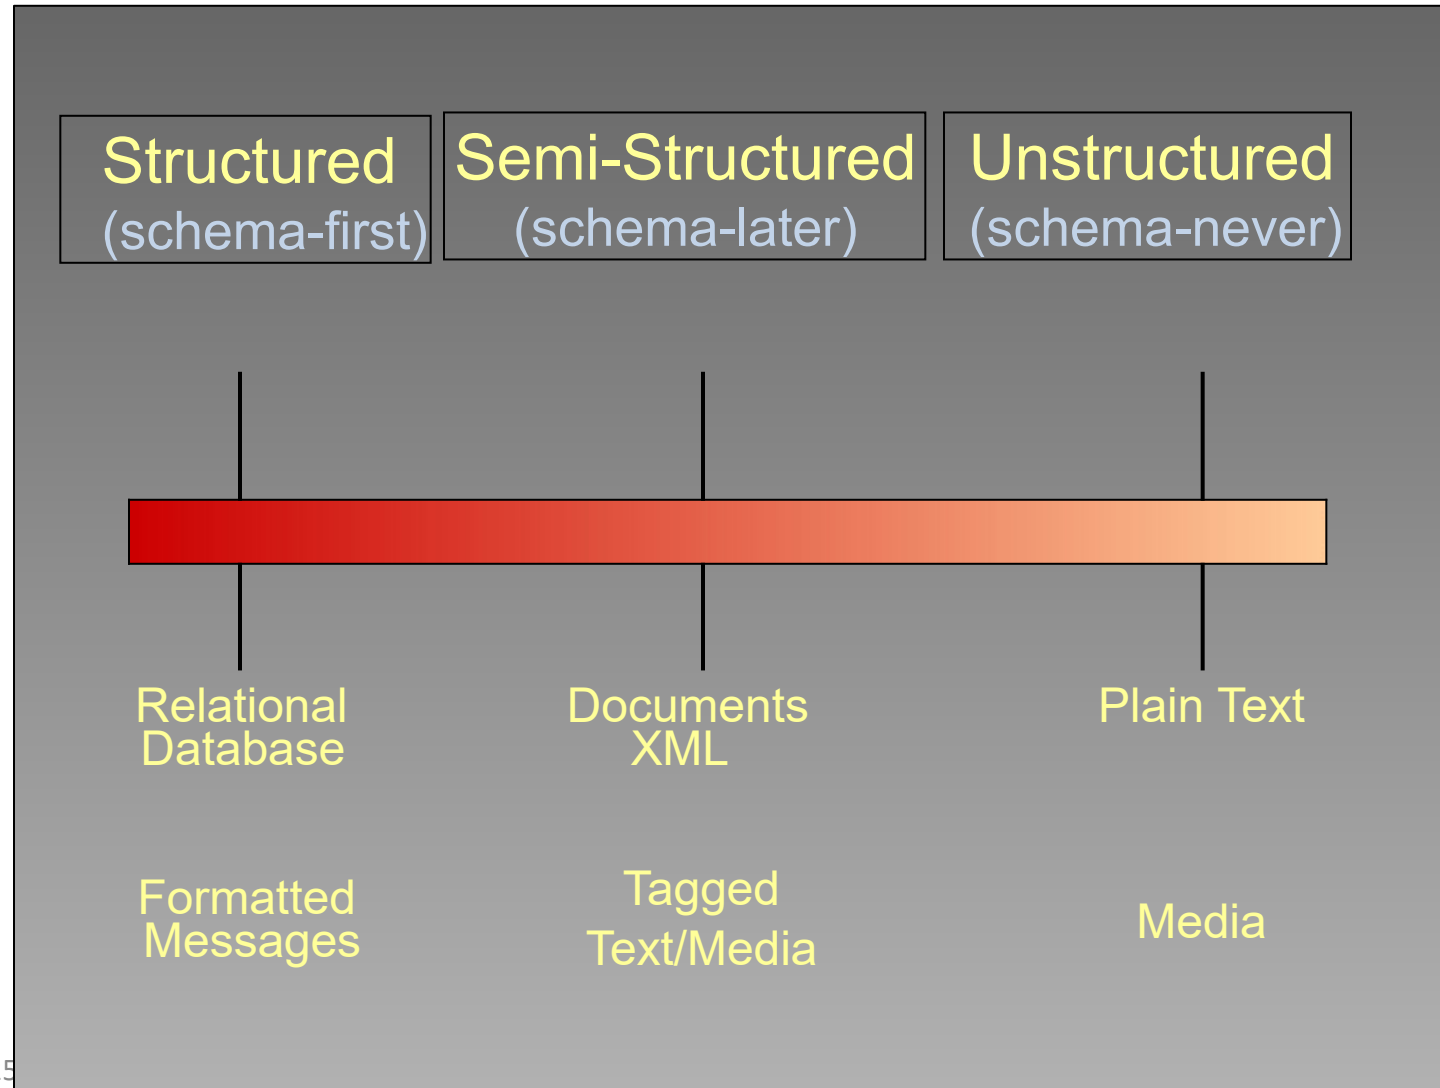 Structured
(schema-first)
Semi-Structured
(schema-later)
Unstructured
(schema-never)
Relational
Database
Documents
XML
Plain Text
Formatted
Messages
Tagged
Text/Media
Media